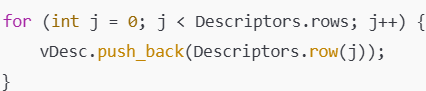 for (int j = 0; j < Descriptors.rows; j++) {
    vDesc.push_back(Descriptors.row(j));
}